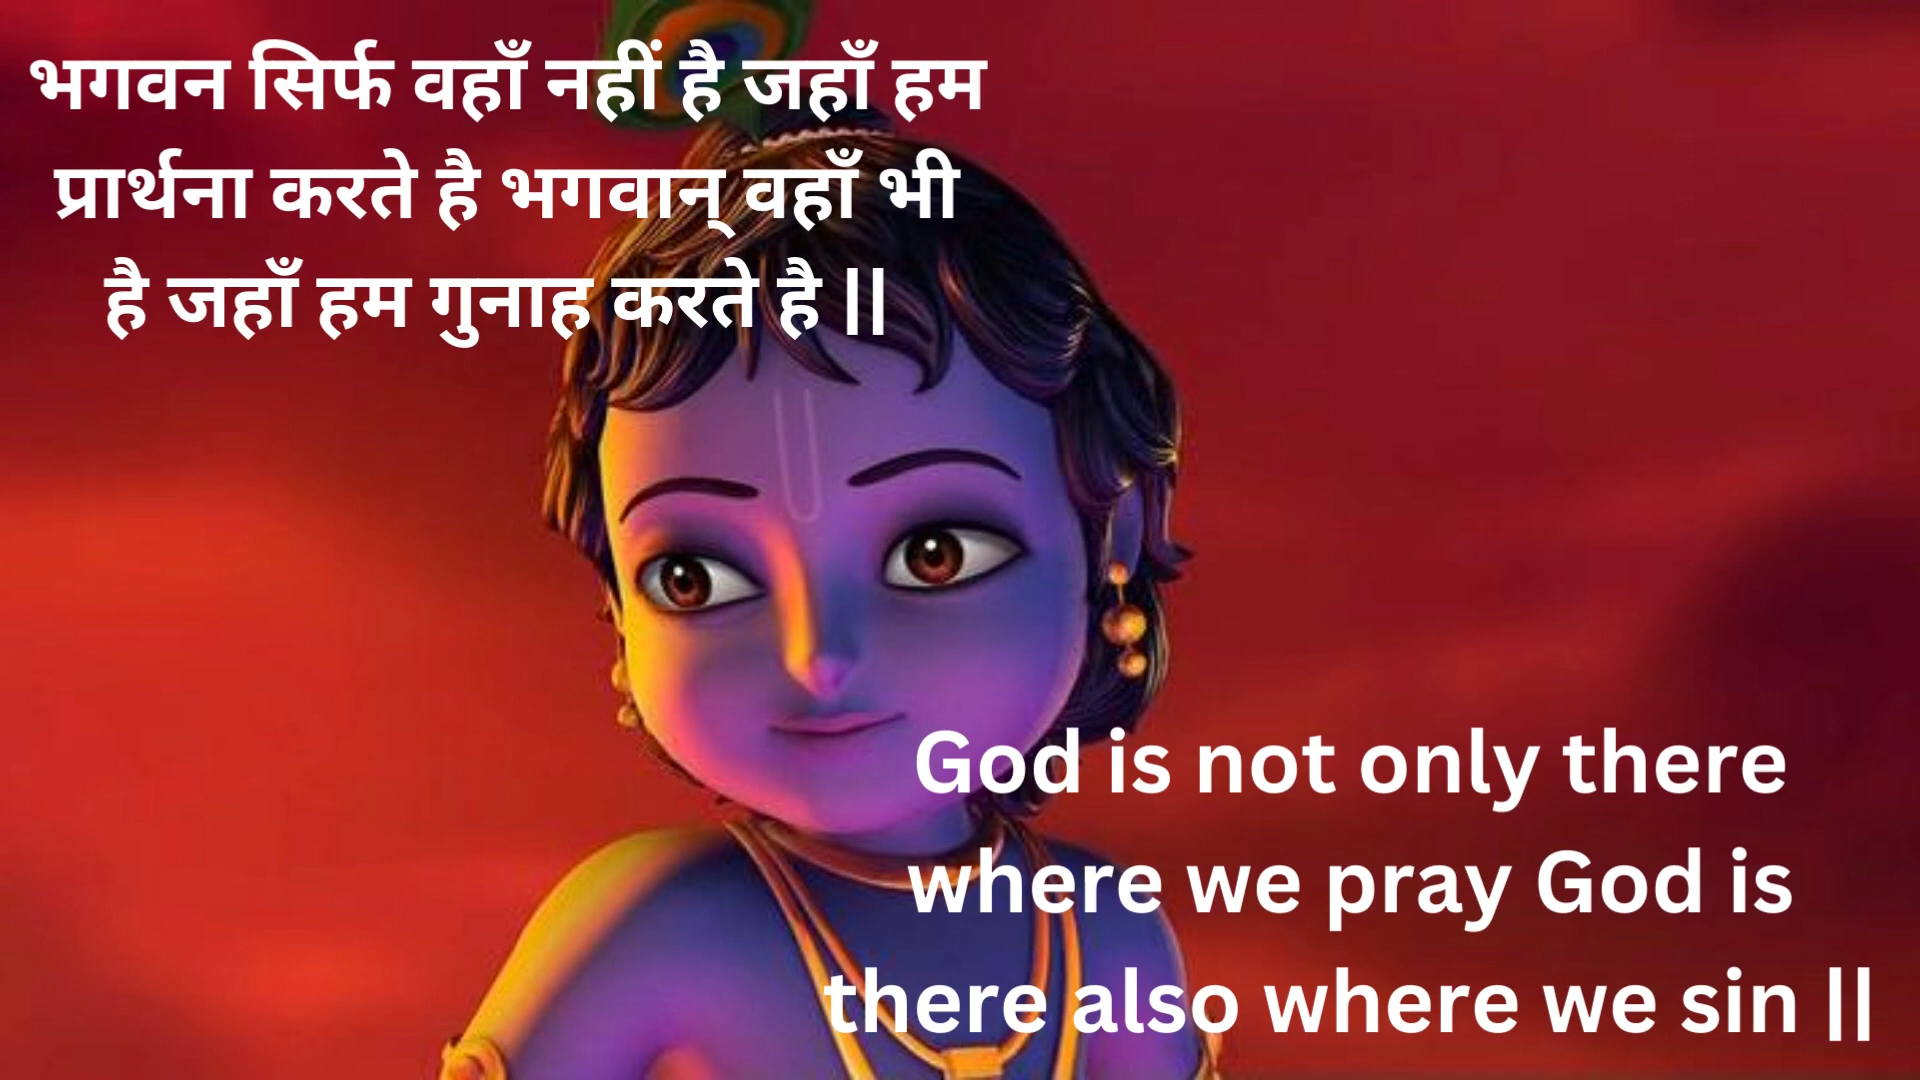 भगवन सिर्फ वहाँ नहीं है जहाँ हम
प्रार्थना करते है भगवान् वहाँ भी
है जहाँ हम गुनाह करते है ||
God is not only there
where we pray God is
there also where we sin ||